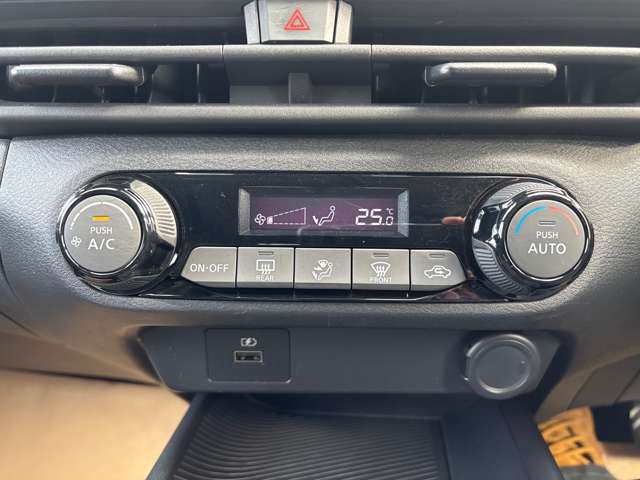 25.0°C
PUSH
A/C
PUSH
AUTO
ON·OFF
REAR
FRONT